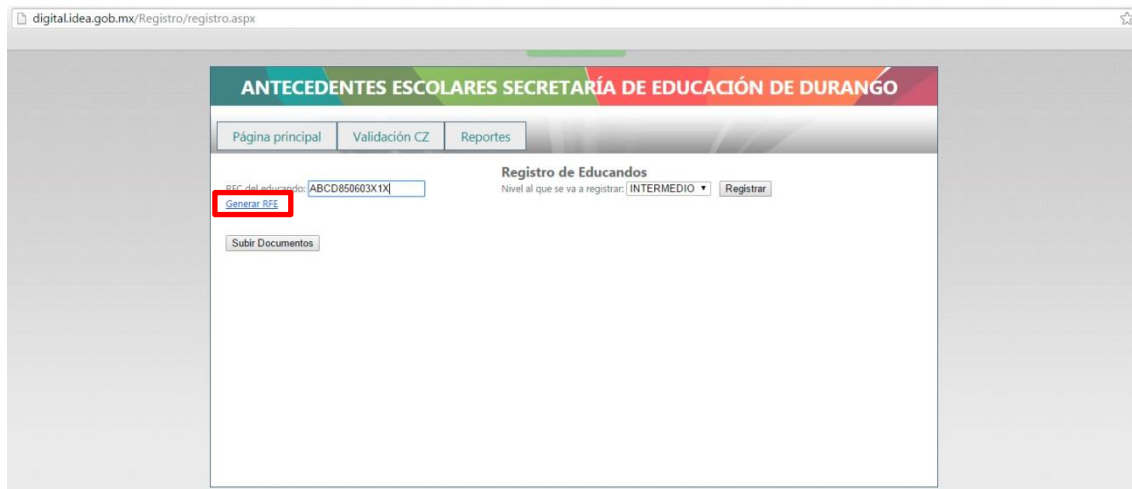 digital.idea.gob.mx/Registro/registro.aspx
ANTECEDENTES ESCOLARES SECRETARÍA DE EDUCACIÓN DE DURANGO
Página principal Validación CZ Reportes
Registro de Educandos
RFC del educando: ABCD850603X1X Nivel al que se va a registrar: INTERMEDIO Registrar
Generar RFE
Subir Documentos